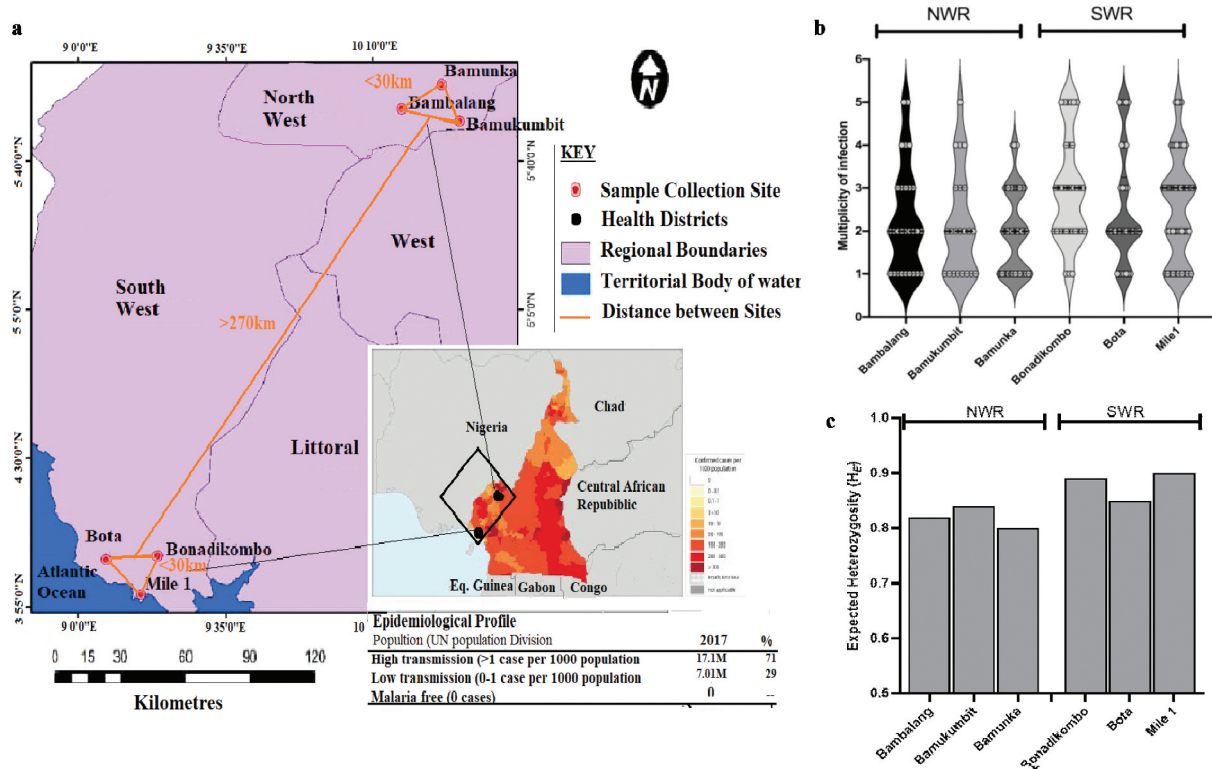 a
9 0'0"E
9 35'0"E
10 10'0"E
5°40'0"N
5 5'0"N
4 30'0"N
3 55'0"N
5°40'0"N
5°5'0"N
North
West
<30km
Bamunka
Bambalang
Bamukumbit
West
South
West
>270km
Littoral
Bota
Bonadikombo
<30km
Mile 1
Atlantic
Ocean
9 0'0"E
9 35'0"E
10
0 15 30 60 90 120
Kilometres
N
KEY
Sample Collection Site
Health Districts
Regional Boundaries
Territorial Body of water
Distance between Sites
Chad
Nigeria
Central African
Republic
Eq. Guinea
Gabon
Congo
Confirmed cases per
1000 population
0
Epidemiological Profile
Popultion (UN population Division 2017 %
High transmission (>1 case per 1000 population 17.1M 71
Low transmission (0-1 case per 1000 population 7.01M 29
Malaria free (0 cases) 0 --
b
NWR
SWR
Multiplicity of infection
6
5
4
3
2
1
0
Bambalang
Bamukumbit
Bamunka
Bonadikombo
Bota
Mile1
c
NWR
SWR
Expected Heterozygosity (HE)
1.0
0.9
0.8
0.7
0.6
0.5
Bambalang
Bamukumbit
Bamunka
Bonadikombo
Bota
Mile 1